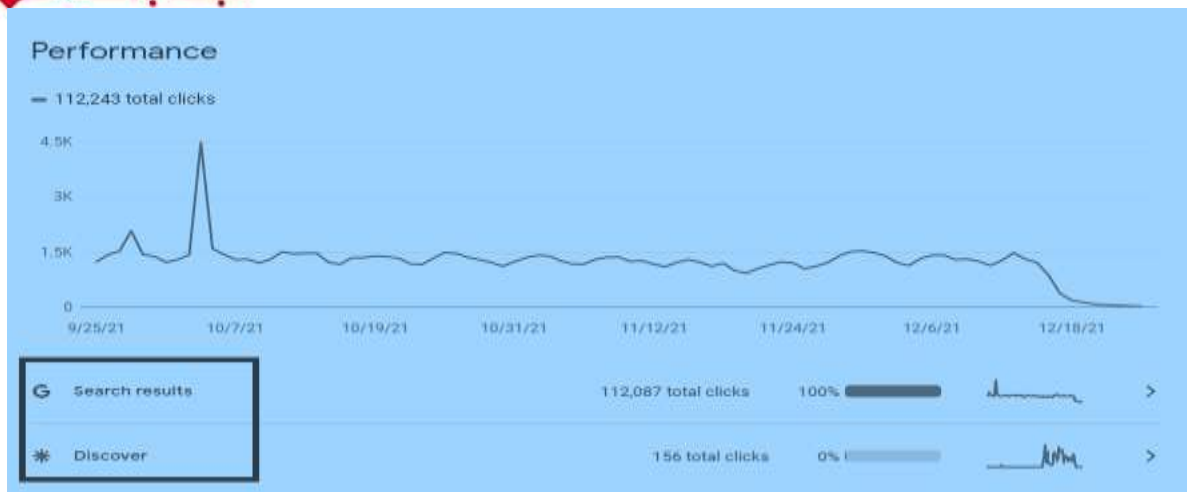 Performance
112,243 total clicks
4.5K
3K
1.5K
0
9/25/21 10/7/21 10/19/21 10/31/21 11/12/21 11/24/21 12/6/21 12/18/21
G Search results 112,087 total clicks 100% >
Discover 156 total clicks 0% >